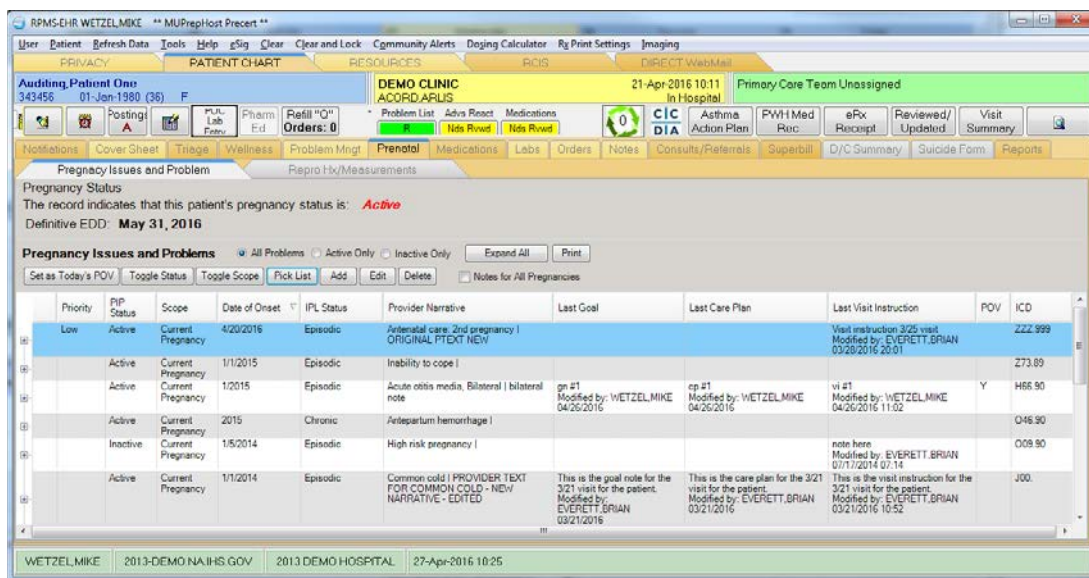 RPMS-EHR WETZEL,MIKE ** MUPrepHost Precert **
User Patient Refresh Data Tools Help eSig Clear Clear and Lock Community Alerts Dosing Calculator Rx Print Settings Imaging
PRIVACY PATIENT CHART RESOURCES RCIS DIRECT WebMail
Auditing,Patient One DEMO CLINIC 21-Apr-2016 10:11 Primary Care Team Unassigned
343456 01-Jan-1980 (36) F ACORD,ARLIS In Hospital
Postings A POC Lab Entry Pharm Ed Refill "O" Orders: 0 Problem List R Advs React Nds Rvwd Medications Nds Rvwd 0 C C D I A Asthma Action Plan PWH Med Rec eRx Receipt Reviewed/ Updated Visit Summary
Notifiations Cover Sheet Triage Wellness Problem Mngt Prenatal Medications Labs Orders Notes Consults/Referrals Superbill D/C Summary Suicide Form Reports
Pregnacy Issues and Problem Repro Hx/Measurements
Pregnancy Status
The record indicates that this patient's pregnancy status is: Active
Definitive EDD: May 31, 2016
Pregnancy Issues and Problems All Problems Active Only Inactive Only Expand All Print
Set as Today's POV Toggle Status Toggle Scope Pick List Add Edit Delete Notes for All Pregnancies
Priority PIP Status Scope Date of Onset IPL Status Provider Narrative Last Goal Last Care Plan Last Visit Instruction POV ICD
Low Active Current Pregnancy 4/20/2016 Episodic Antenatal care: 2nd pregnancy | ORIGINAL PTEXT NEW Visit instruction 3/25 visit Modified by: EVERETT,BRIAN 03/28/2016 20:01 ZZZ.999
Active Current Pregnancy 1/1/2015 Episodic Inability to cope | Z73.89
Active Current Pregnancy 1/2015 Episodic Acute otitis media, Bilateral | bilateral note gn #1 Modified by: WETZEL,MIKE 04/26/2016 cp #1 Modified by: WETZEL,MIKE 04/26/2016 vi #1 Modified by: WETZEL,MIKE 04/26/2016 11:02 Y H66.90
Active Current Pregnancy 2015 Chronic Antepartum hemorrhage | O46.90
Inactive Current Pregnancy 1/5/2014 Episodic High risk pregnancy | note here Modified by: EVERETT,BRIAN 07/17/2014 07:14 O09.90
Active Current Pregnancy 1/1/2014 Episodic Common cold | PROVIDER TEXT FOR COMMON COLD - NEW NARRATIVE - EDITED This is the goal note for the 3/21 visit for the patient. Modified by: EVERETT,BRIAN 03/21/2016 This is the care plan for the 3/21 visit for the patient. Modified by: EVERETT,BRIAN 03/21/2016 This is the visit instruction for the 3/21 visit for the patient. Modified by: EVERETT,BRIAN 03/21/2016 10:52 J00.
WETZEL,MIKE 2013-DEMO.NA.IHS.GOV 2013 DEMO HOSPITAL 27-Apr-2016 10:25